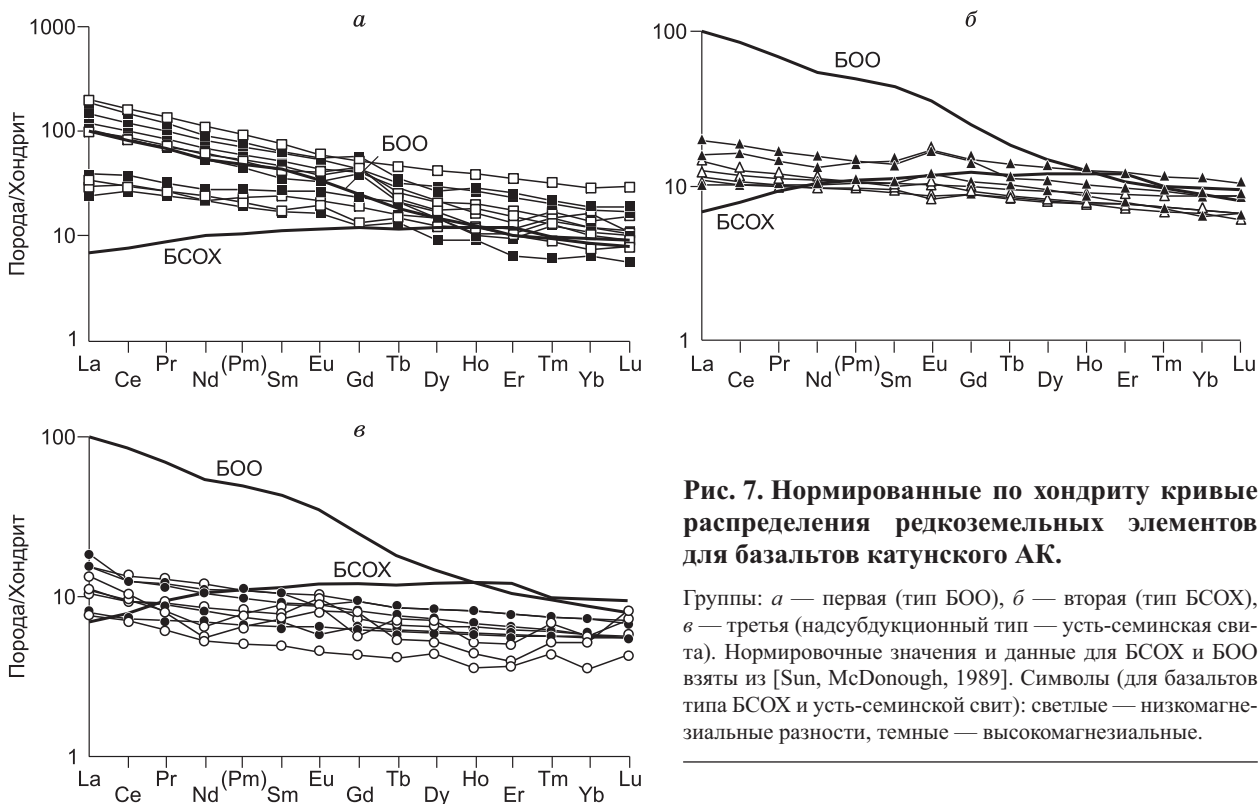 а
1000
100
10
1
Порода/Хондрит
БОО
БСОХ
La
Ce
Pr
Nd
(Pm)
Sm
Eu
Gd
Tb
Dy
Ho
Er
Tm
Yb
Lu
б
100
10
1
БОО
БСОХ
La
Ce
Pr
Nd
(Pm)
Sm
Eu
Gd
Tb
Dy
Ho
Er
Tm
Yb
Lu
в
100
10
1
Порода/Хондрит
БОО
БСОХ
La
Ce
Pr
Nd
(Pm)
Sm
Eu
Gd
Tb
Dy
Ho
Er
Tm
Yb
Lu
Рис. 7. Нормированные по хондриту кривые
распределения редкоземельных элементов
для базальтов катунского АК.
Группы: а — первая (тип БОО), б — вторая (тип БСОХ),
в — третья (надсубдукционный тип — усть-семинская сви-
та). Нормировочные значения и данные для БСОХ и БОО
взяты из [Sun, McDonough, 1989]. Символы (для базальтов
типа БСОХ и усть-семинской свит): светлые — низкомагне-
зиальные разности, темные — высокомагнезиальные.